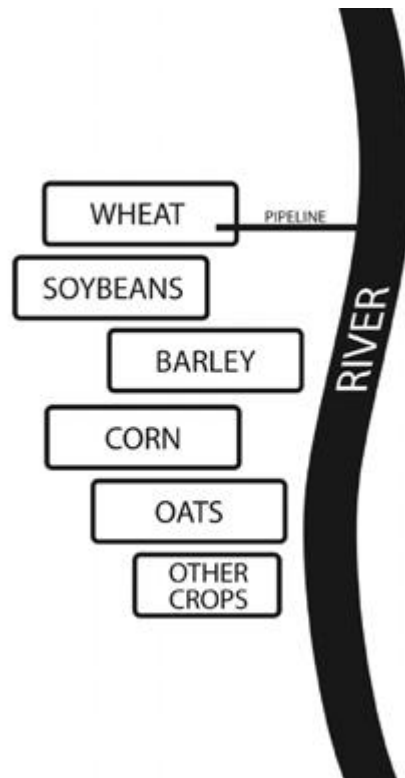 WHEAT
PIPELINE
SOYBEANS
BARLEY
RIVER
CORN
OATS
OTHER
CROPS